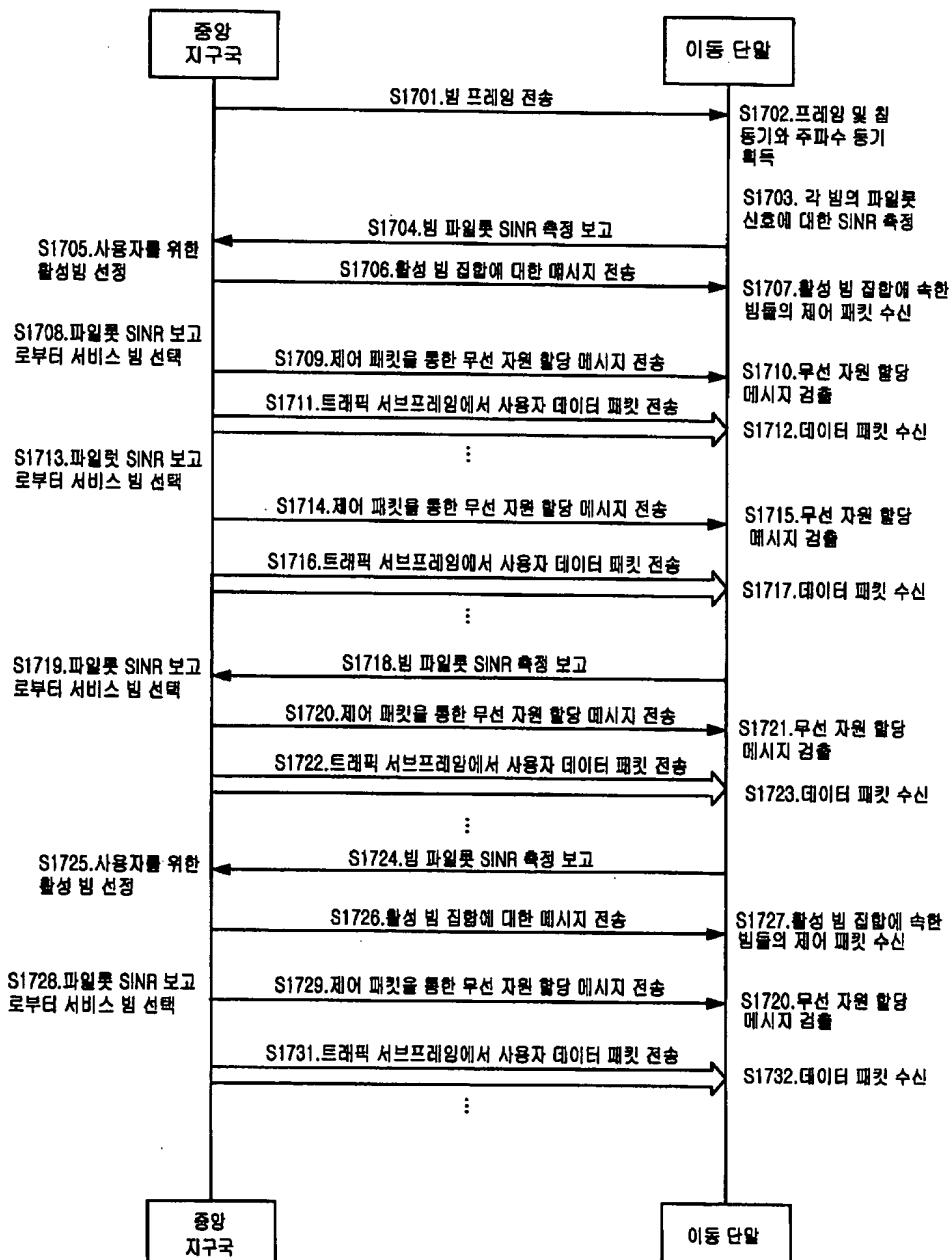 중앙
지구국
이동 단말
S1701.빔 프레임 전송
S1702.프레임 및 칩
동기와 주파수 동기
획득
S1703. 각 빔의 파일롯
신호에 대한 SINR 측정
S1704.빔 파일롯 SINR 측정 보고
S1705.사용자를 위한
활성빔 선정
S1706.활성 빔 집합에 대한 메시지 전송
S1707.활성 빔 집합에 속한
빔들의 제어 패킷 수신
S1708.파일롯 SINR 보고
로부터 서비스 빔 선택
S1709.제어 패킷을 통한 무선 자원 할당 메시지 전송
S1710.무선 자원 할당
메시지 검출
S1711.트래픽 서브프레임에서 사용자 데이터 패킷 전송
S1712.데이터 패킷 수신
⋮
S1713.파일럿 SINR 보고
로부터 서비스 빔 선택
S1714.제어 패킷을 통한 무선 자원 할당 메시지 전송
S1715.무선 자원 할당
메시지 검출
S1716.트래픽 서브프레임에서 사용자 데이터 패킷 전송
S1717.데이터 패킷 수신
⋮
S1718.빔 파일롯 SINR 측정 보고
S1719.파일롯 SINR 보고
로부터 서비스 빔 선택
S1720.제어 패킷을 통한 무선 자원 할당 메시지 전송
S1721.무선 자원 할당
메시지 검출
S1722.트래픽 서브프레임에서 사용자 데이터 패킷 전송
S1723.데이터 패킷 수신
⋮
S1724.빔 파일롯 SINR 측정 보고
S1725.사용자를 위한
활성 빔 선정
S1726.활성 빔 집합에 대한 메시지 전송
S1727.활성 빔 집합에 속한
빔들의 제어 패킷 수신
S1728.파일롯 SINR 보고
로부터 서비스 빔 선택
S1729.제어 패킷을 통한 무선 자원 할당 메시지 전송
S1720.무선 자원 할당
메시지 검출
S1731.트래픽 서브프레임에서 사용자 데이터 패킷 전송
S1732.데이터 패킷 수신
⋮
중앙
지구국
이동 단말